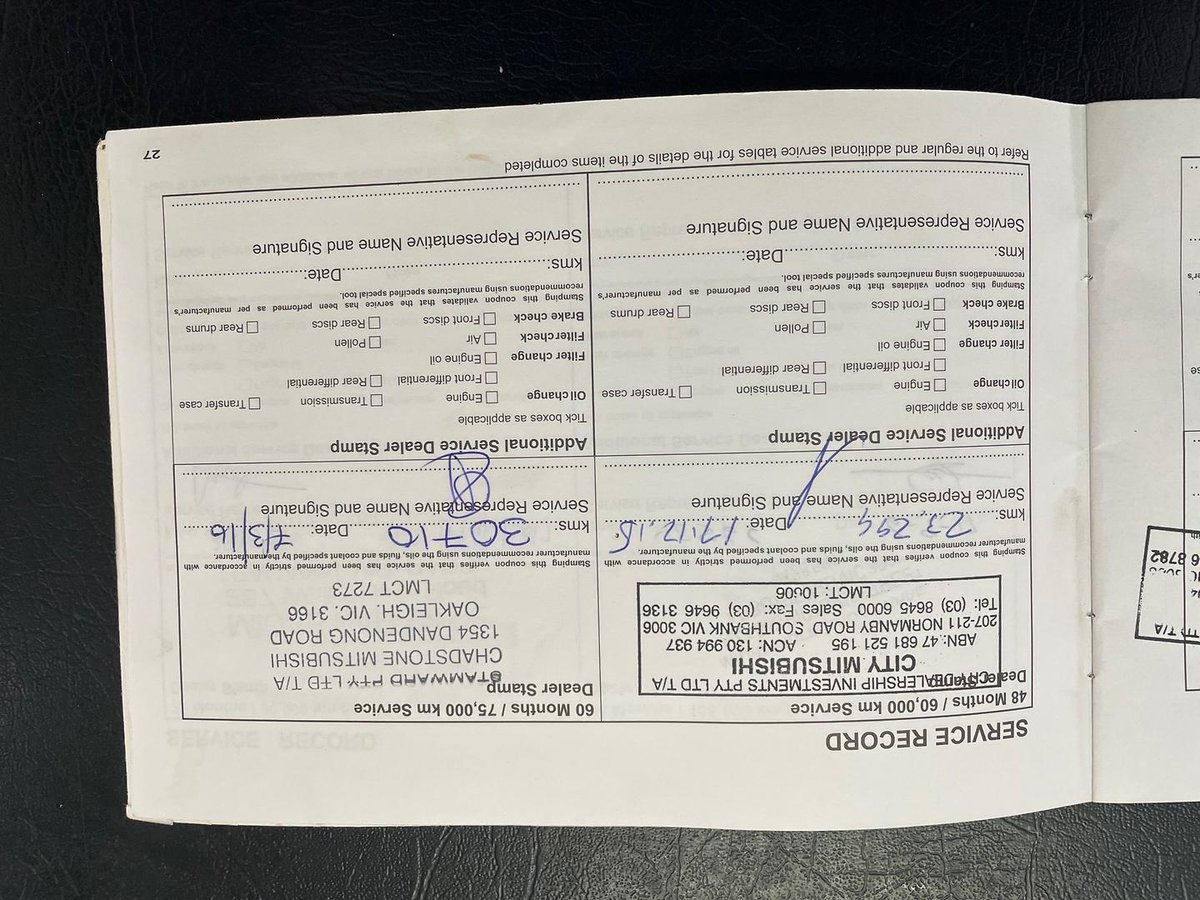 SERVICE RECORD
48 Months / 60,000 km Service
Dealer Stamp
DEALERSHIP INVESTMENTS PTY LTD T/A
CITY MITSUBISHI
ABN: 47 681 521 195 ACN: 130 994 937
207-211 NORMANBY ROAD SOUTHBANK VIC 3006
Tel: (03) 8645 6000 Sales Fax: (03) 9646 3136
LMCT: 10606
Stamping this coupon verifies that the service has been performed strictly in accordance with
manufacturer recommendations using the oils, fluids and coolant specified by the manufacturer.
kms: 23,294 Date: 17.12.15
Service Representative Name and Signature
60 Months / 75,000 km Service
Dealer Stamp
STAMWARD PTY LTD T/A
CHADSTONE MITSUBISHI
1354 DANDENONG ROAD
OAKLEIGH. VIC. 3166
LMCT 7273
Stamping this coupon verifies that the service has been performed strictly in accordance with
manufacturer recommendations using the oils, fluids and coolant specified by the manufacturer.
kms: 30710 Date: 7/3/16
Service Representative Name and Signature
Additional Service Dealer Stamp
Tick boxes as applicable
Oil change Engine Transmission Transfer case
Front differential Rear differential
Filter change Engine oil
Filter check Air Pollen
Brake check Front discs Rear discs Rear drums
Stamping this coupon validates that the service has been performed as per manufacturer's
recommendations using manufacturers specified special tool.
kms: Date:
Service Representative Name and Signature
Additional Service Dealer Stamp
Tick boxes as applicable
Oil change Engine Transmission Transfer case
Front differential Rear differential
Filter change Engine oil
Filter check Air Pollen
Brake check Front discs Rear discs Rear drums
Stamping this coupon validates that the service has been performed as per manufacturer's
recommendations using manufacturers specified special tool.
kms: Date:
Service Representative Name and Signature
Refer to the regular and additional service tables for the details of the items completed
27